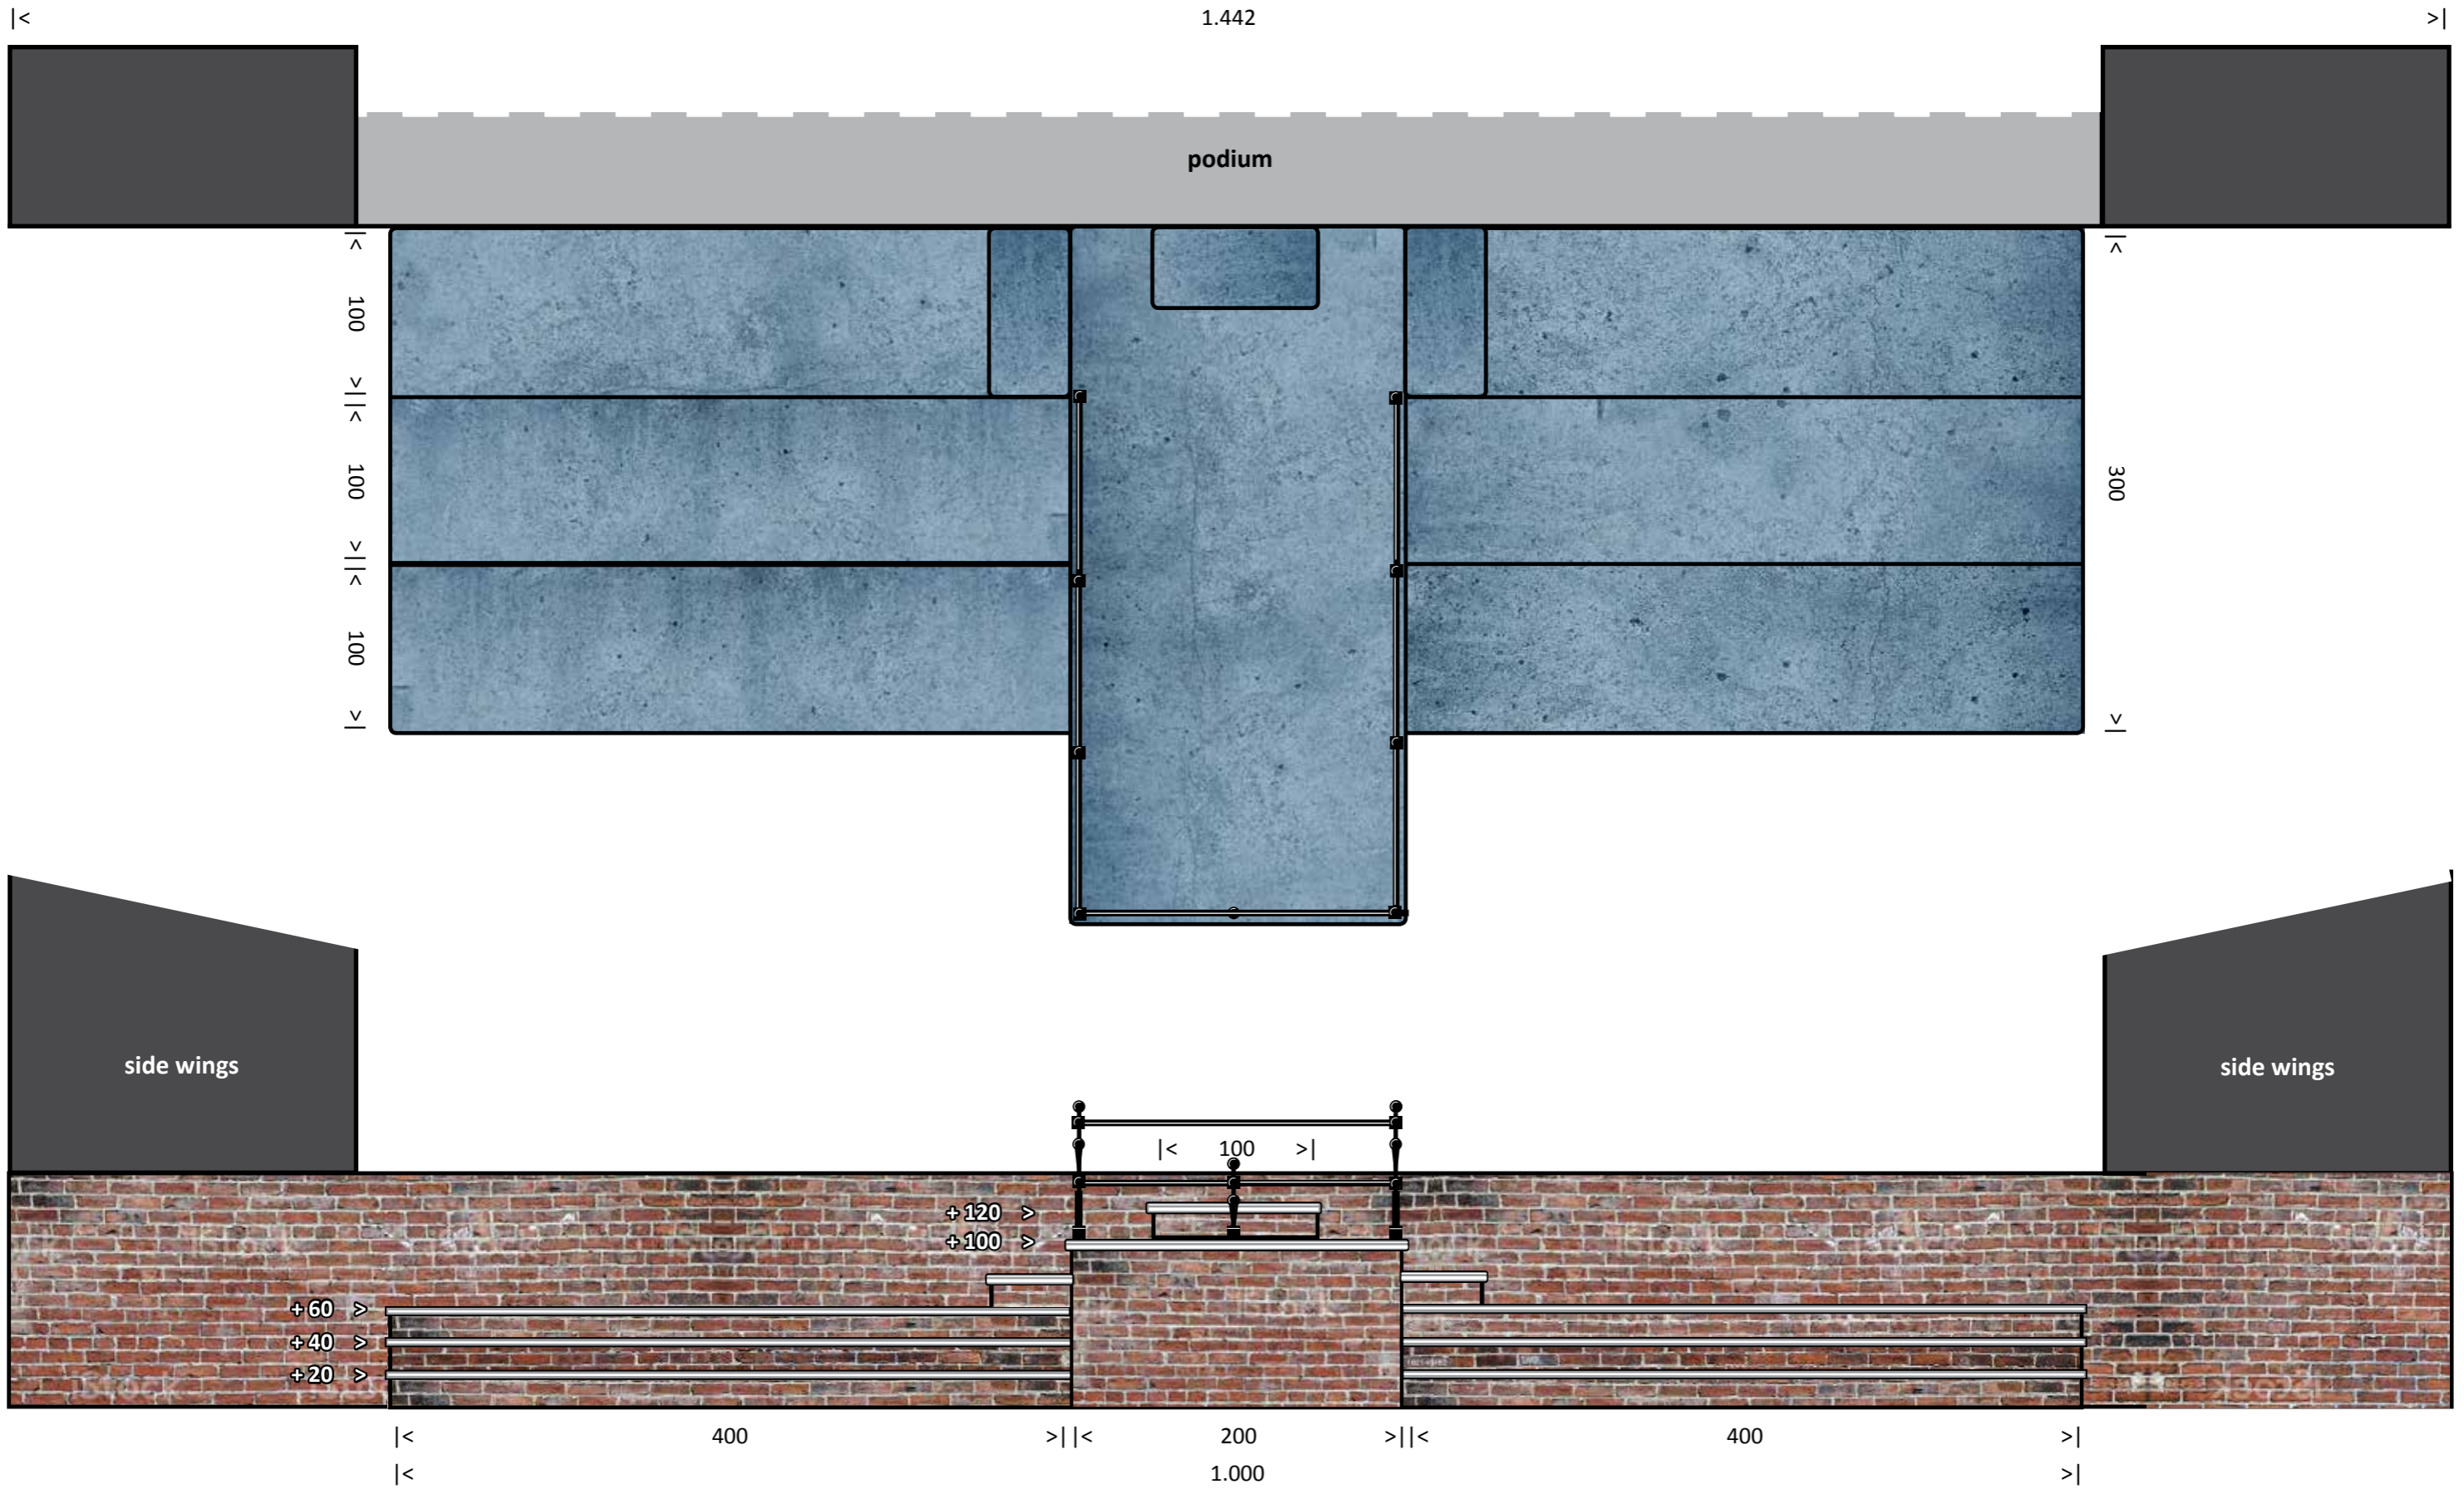 |< 1.442 >|
podium
|< 100 >|
|< 100 >|
|< 100 >|
|< 300 >|
side wings
side wings
|< 100 >|
+ 120 >
+ 100 >
+ 60 >
+ 40 >
+ 20 >
|< 400 >| |< 200 >| |< 400 >|
|< 1.000 >|